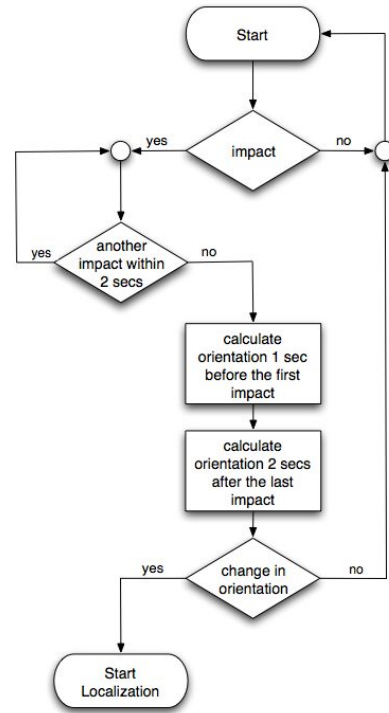 Start
yes
impact
no
another
impact within
2 secs
yes
no
calculate
orientation 1 sec
before the first
impact
calculate
orientation 2 secs
after the last
impact
yes
change in
orientation
no
Start
Localization